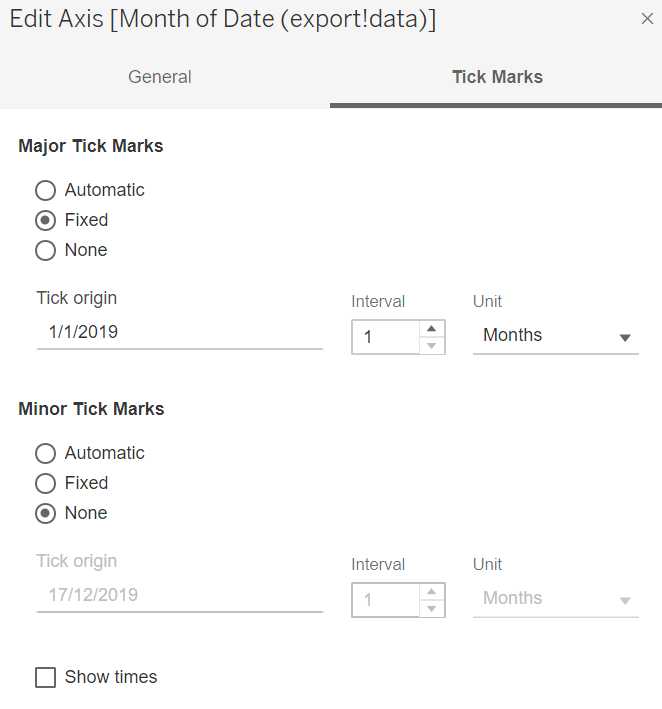 Edit Axis [Month of Date (export!data)]
General Tick Marks
Major Tick Marks
Automatic
Fixed
None
Tick origin Interval Unit
1/1/2019 1 Months
Minor Tick Marks
Automatic
Fixed
None
Tick origin Interval Unit
17/12/2019 1 Months
Show times